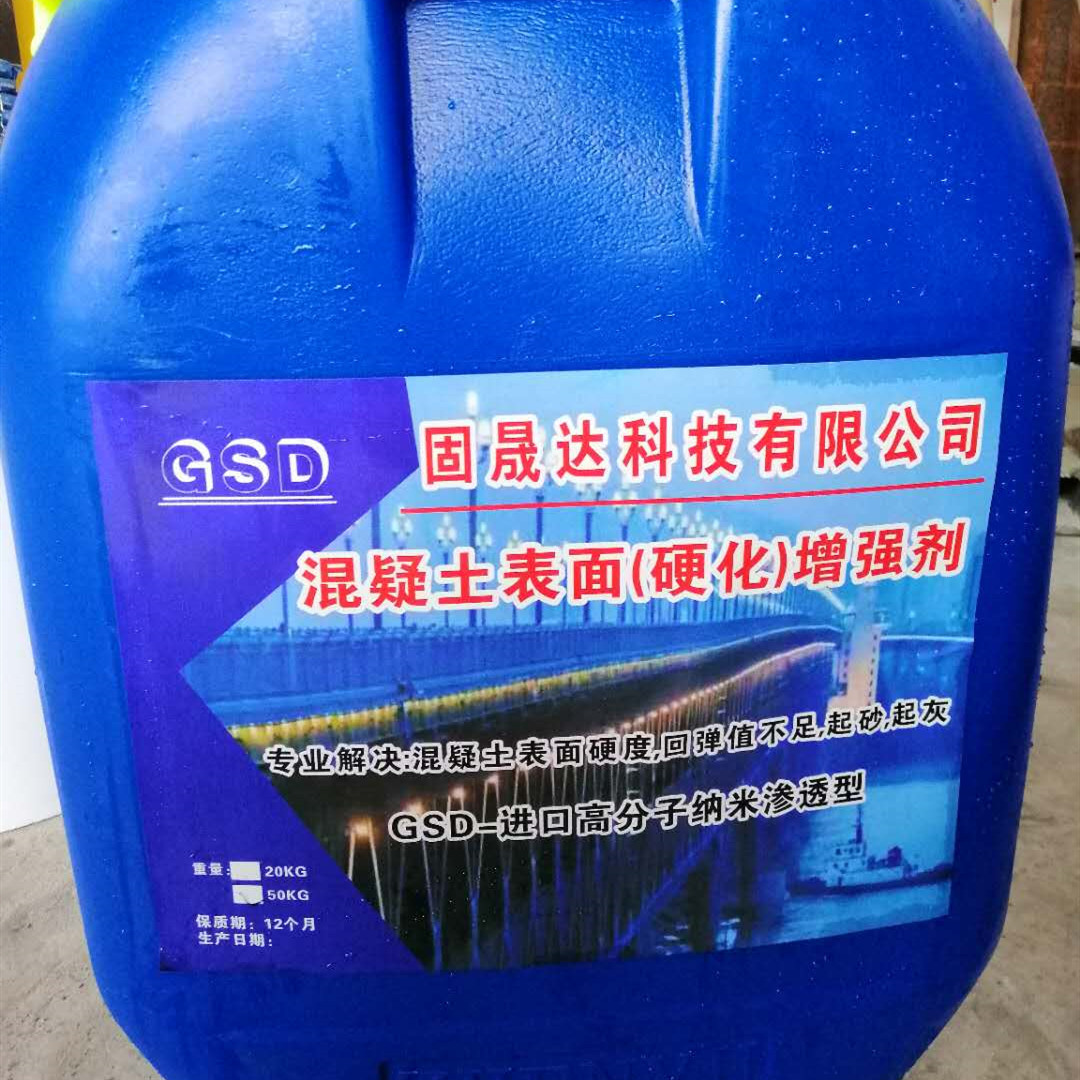 GSD
固晟达科技有限公司
混凝土表面(硬化)增强剂
专业解决:混凝土表面硬度,回弹值不足,起砂,起灰
GSD-进口高分子纳米渗透型
重量: 20KG
50KG
保质期: 12个月
生产日期: